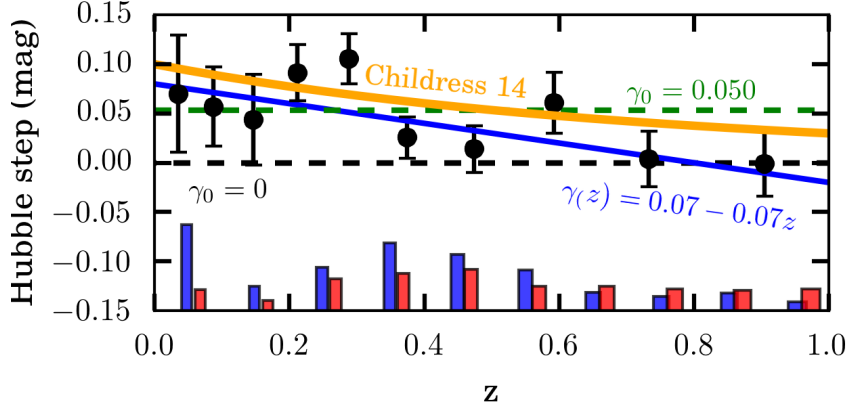 0.15
0.10
0.05
0.00
−0.05
−0.10
−0.15
Hubble step (mag)
Childress 14
γ₀ = 0.050
γ₀ = 0
γ(z) = 0.07 − 0.07z
0.0 0.2 0.4 0.6 0.8 1.0
z